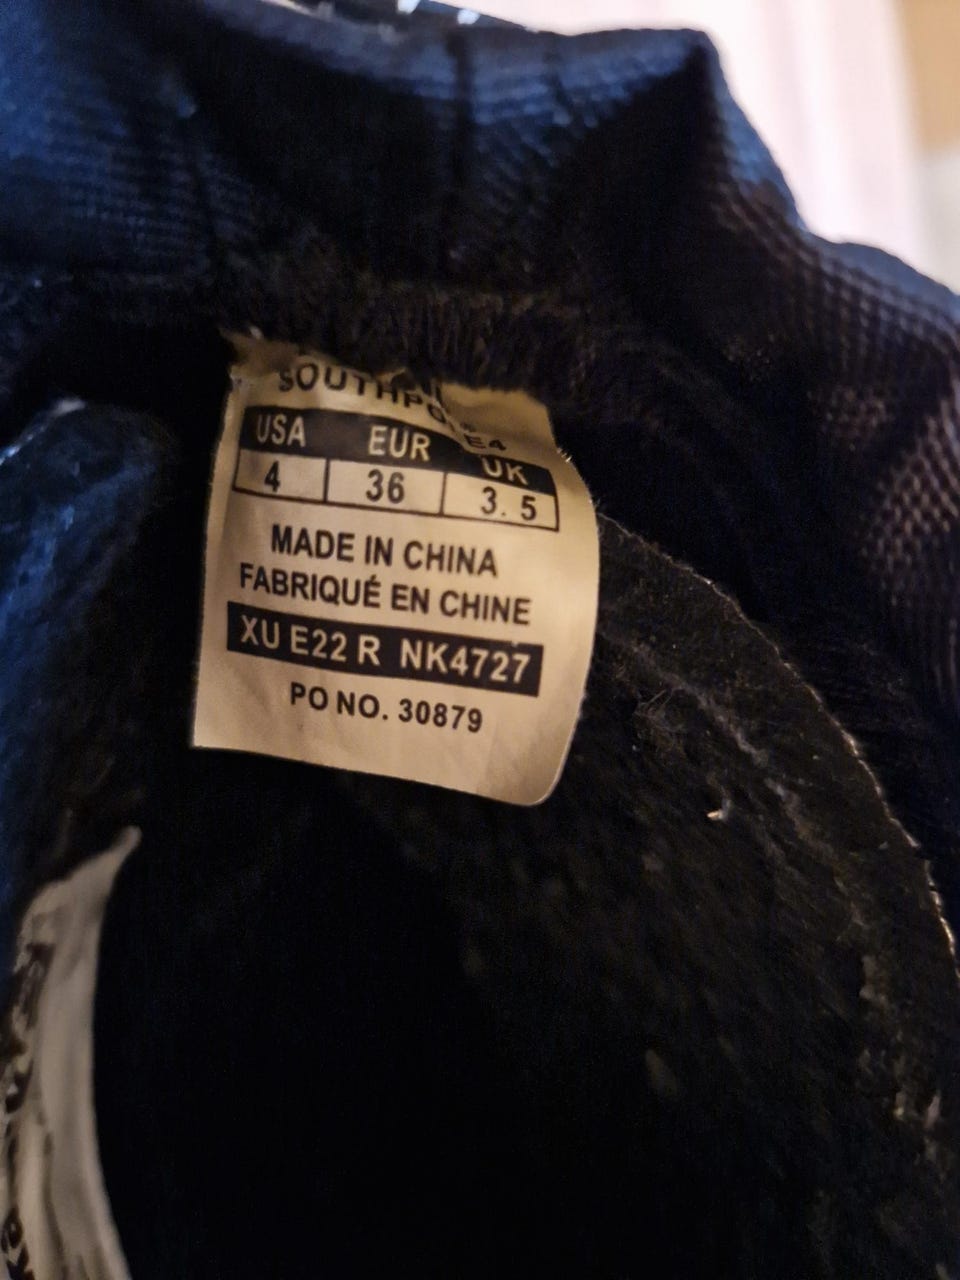 USA EUR UK
4 36 3.5
MADE IN CHINA
FABRIQUÉ EN CHINE
XU E22 R NK4727
PO NO. 30879